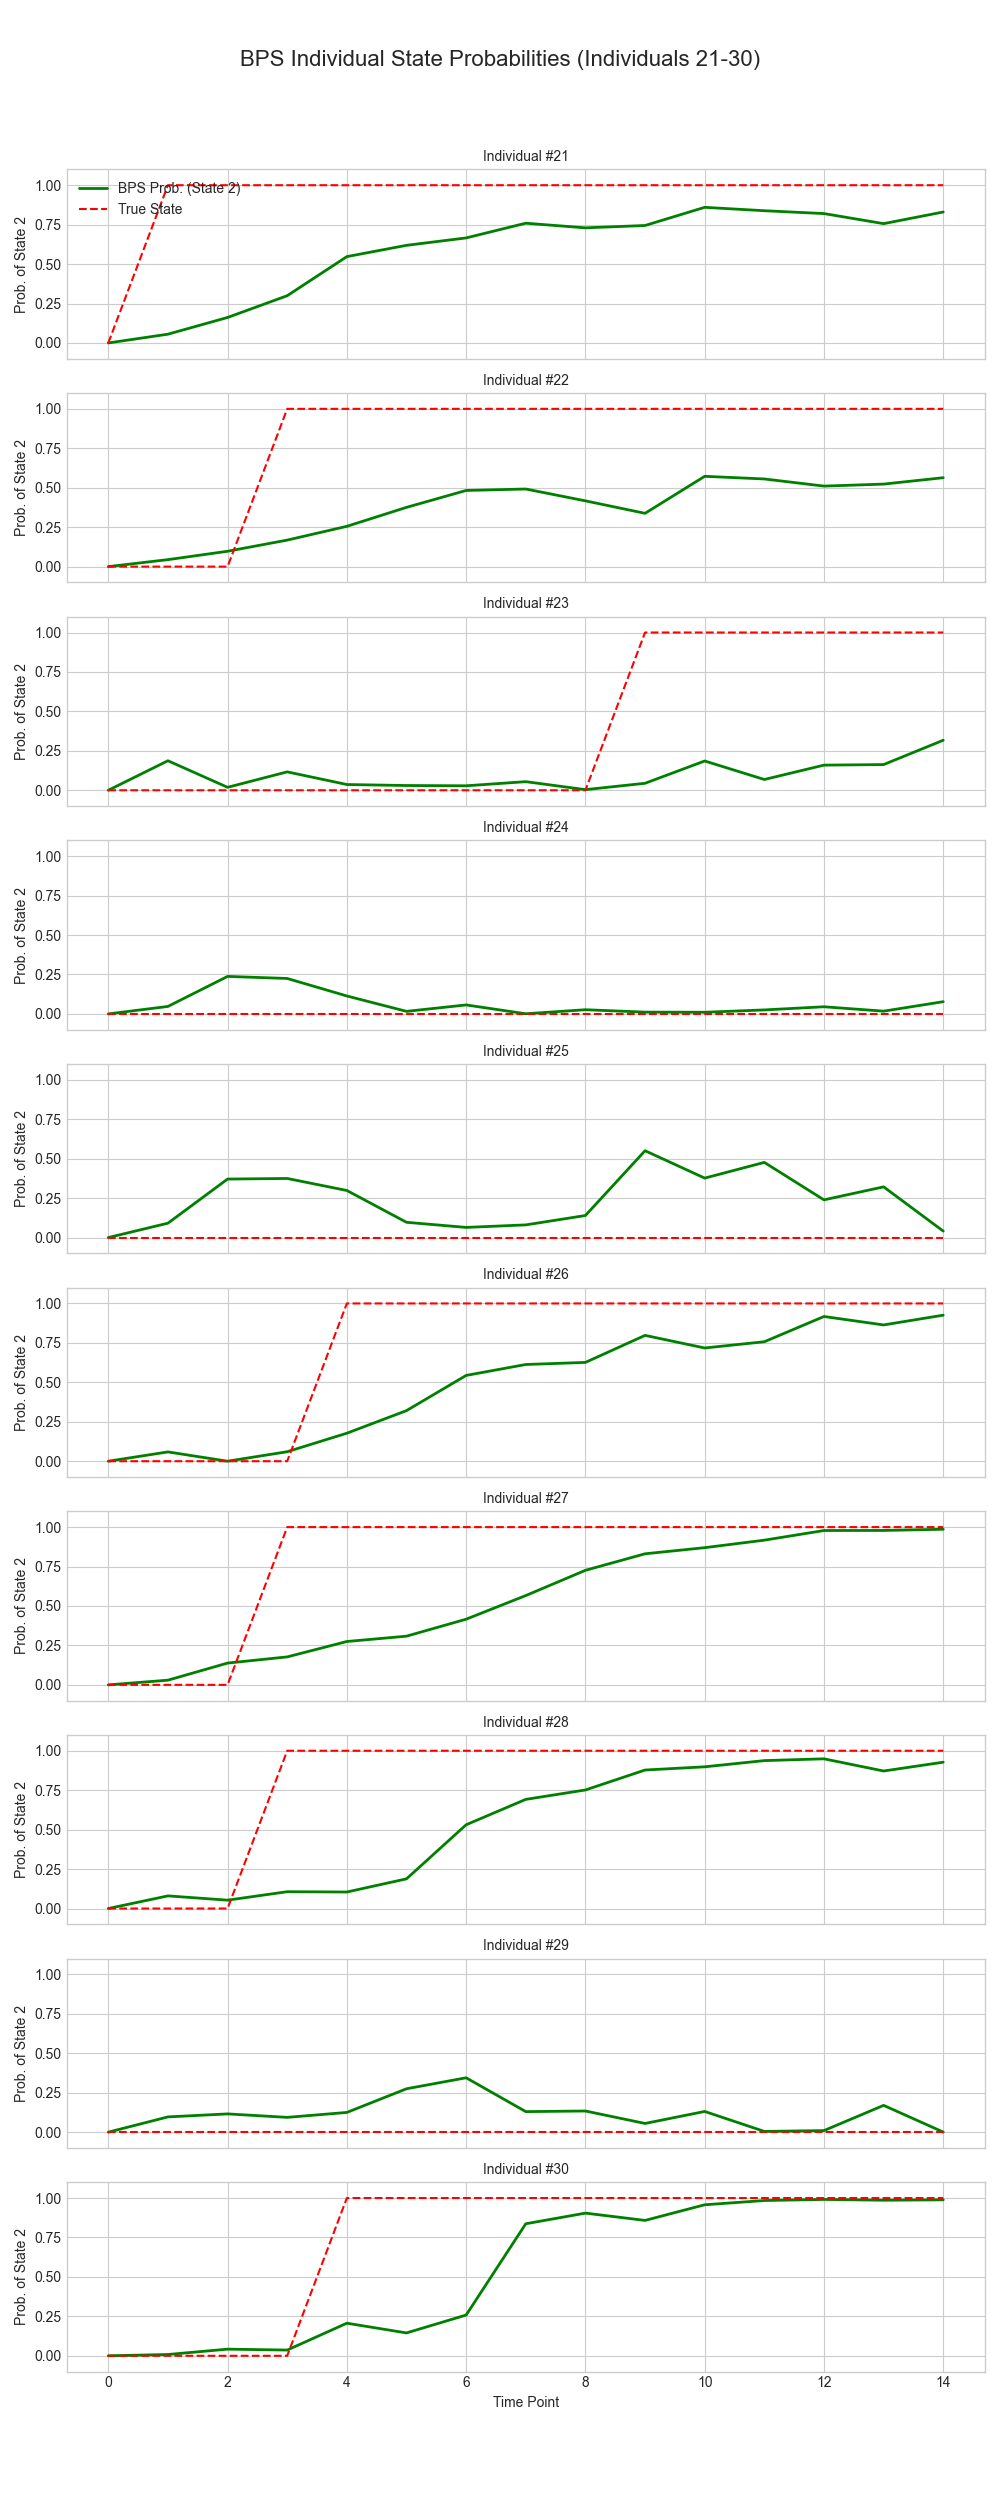 BPS Individual State Probabilities (Individuals 21-30)
Individual #21
BPS Prob. (State 2)
True State
Prob. of State 2
1.00
0.75
0.50
0.25
0.00
Individual #22
Prob. of State 2
1.00
0.75
0.50
0.25
0.00
Individual #23
Prob. of State 2
1.00
0.75
0.50
0.25
0.00
Individual #24
Prob. of State 2
1.00
0.75
0.50
0.25
0.00
Individual #25
Prob. of State 2
1.00
0.75
0.50
0.25
0.00
Individual #26
Prob. of State 2
1.00
0.75
0.50
0.25
0.00
Individual #27
Prob. of State 2
1.00
0.75
0.50
0.25
0.00
Individual #28
Prob. of State 2
1.00
0.75
0.50
0.25
0.00
Individual #29
Prob. of State 2
1.00
0.75
0.50
0.25
0.00
Individual #30
Prob. of State 2
1.00
0.75
0.50
0.25
0.00
0 2 4 6 8 10 12 14
Time Point